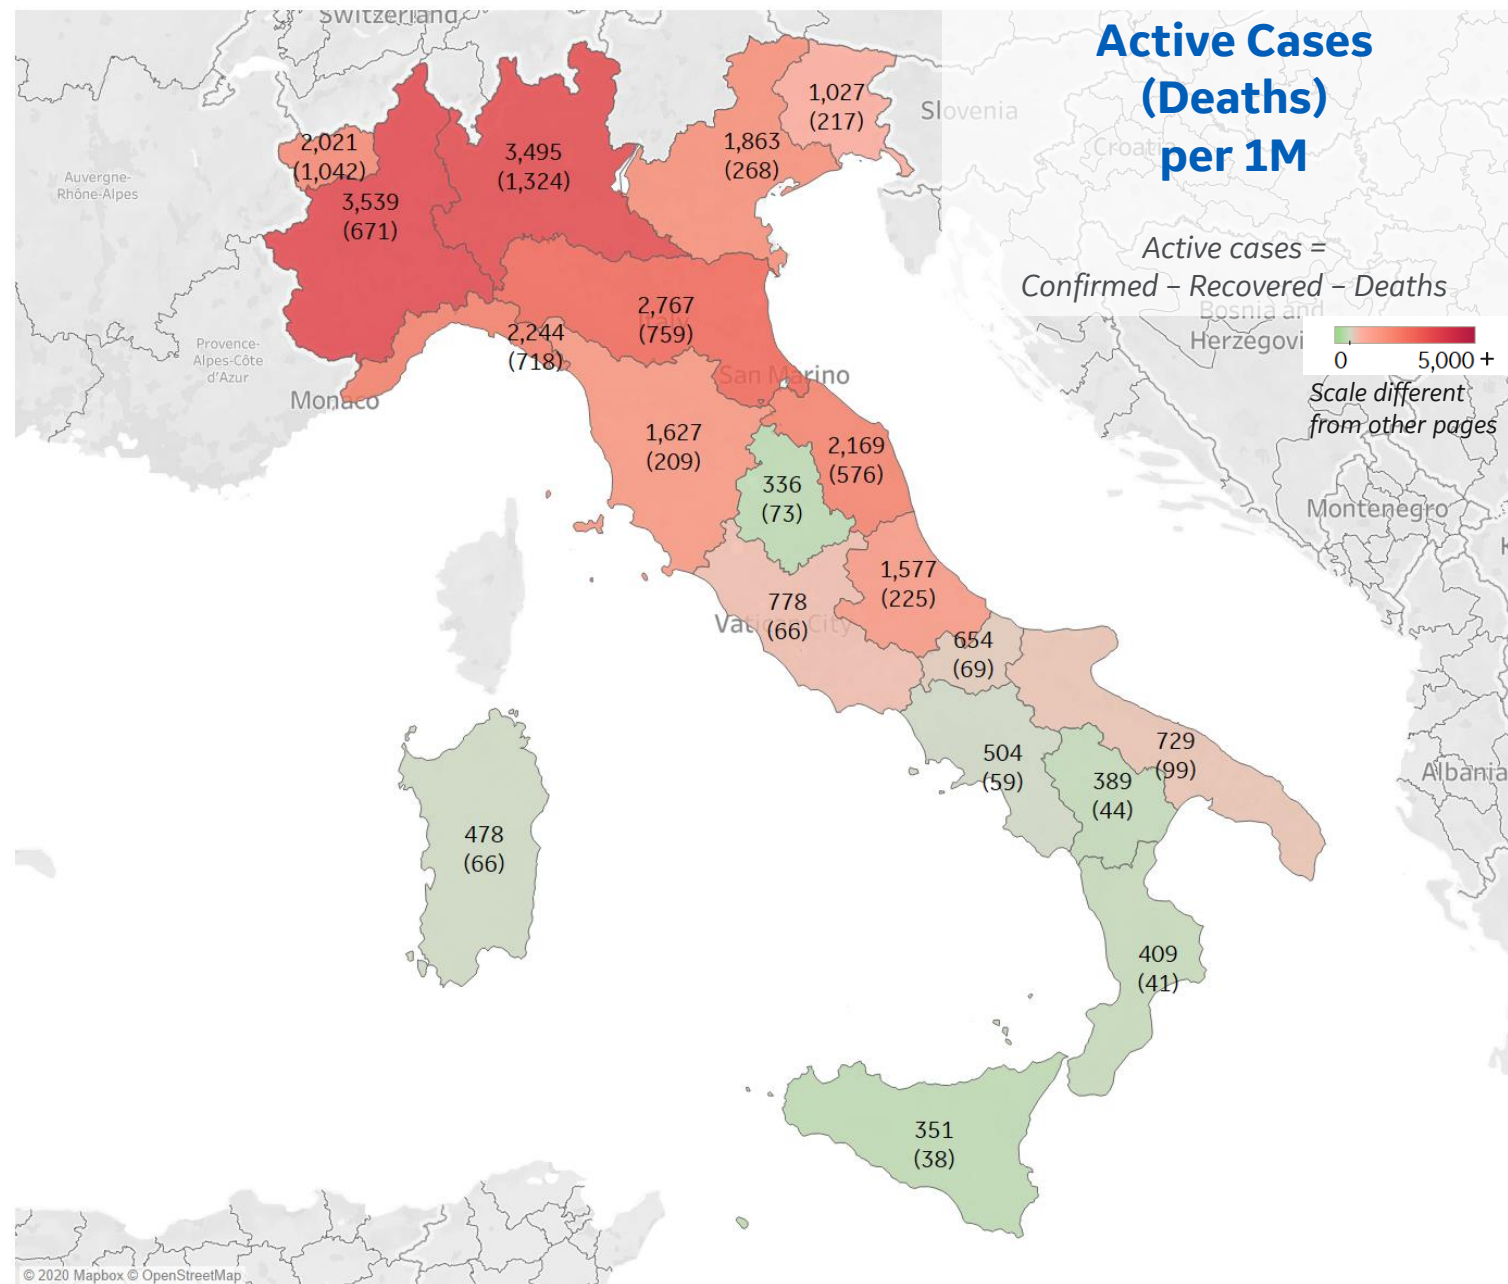 Switzerland
Active Cases
(Deaths)
per 1M
Active cases =
Confirmed – Recovered – Deaths
0
5,000 +
Scale different
from other pages
1,027
(217)
Slovenia
Croatia
2,021
(1,042)
3,495
(1,324)
1,863
(268)
Auvergne-
Rhône-Alpes
3,539
(671)
Bosnia and
Herzegovi
2,767
(759)
Italy
2,244
(718)
Provence-
Alpes-Côte
d'Azur
San Marino
Monaco
1,627
(209)
2,169
(576)
336
(73)
Montenegro
K
1,577
(225)
778
(66)
Vatican City
654
(69)
729
(99)
504
(59)
389
(44)
Albania
478
(66)
409
(41)
351
(38)
© 2020 Mapbox © OpenStreetMap